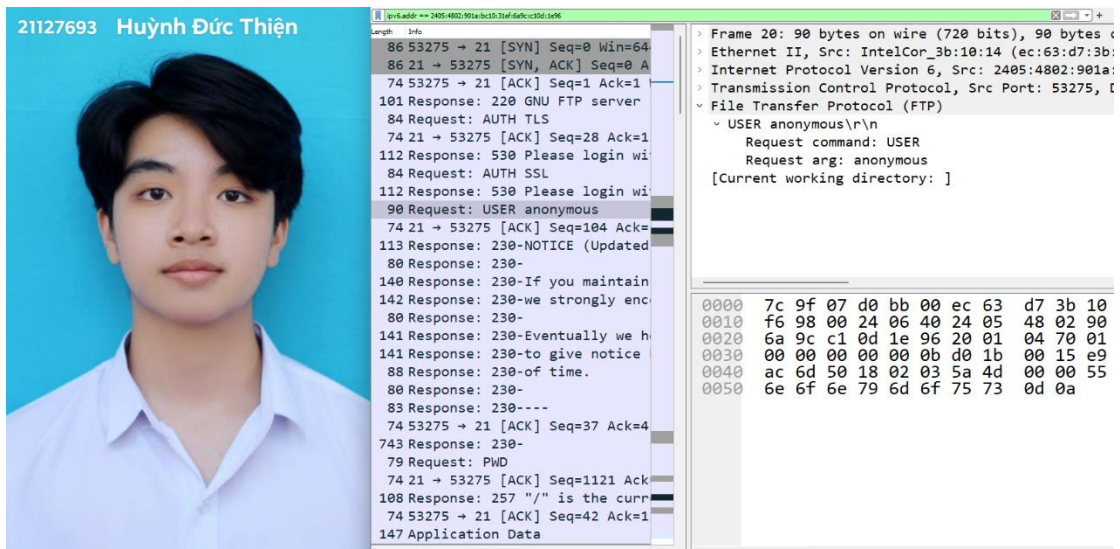 21127693 Huỳnh Đức Thiện
ipv6.addr == 2405:4802:901a:bc10:31ef:6a9c:c10d:1e96
Length Info
86 53275 → 21 [SYN] Seq=0 Win=64
86 21 → 53275 [SYN, ACK] Seq=0 A
74 53275 → 21 [ACK] Seq=1 Ack=1
101 Response: 220 GNU FTP server
84 Request: AUTH TLS
74 21 → 53275 [ACK] Seq=28 Ack=1
112 Response: 530 Please login wi
84 Request: AUTH SSL
112 Response: 530 Please login wi
90 Request: USER anonymous
74 21 → 53275 [ACK] Seq=104 Ack=
113 Response: 230-NOTICE (Updated
80 Response: 230-
140 Response: 230-If you maintain
142 Response: 230-we strongly enc
80 Response: 230-
141 Response: 230-Eventually we h
141 Response: 230-to give notice
88 Response: 230-of time.
80 Response: 230-
83 Response: 230----
74 53275 → 21 [ACK] Seq=37 Ack=4
743 Response: 230-
79 Request: PWD
74 21 → 53275 [ACK] Seq=1121 Ack
108 Response: 257 "/" is the curr
74 53275 → 21 [ACK] Seq=42 Ack=1
147 Application Data
Frame 20: 90 bytes on wire (720 bits), 90 bytes
Ethernet II, Src: IntelCor_3b:10:14 (ec:63:d7:3b:
Internet Protocol Version 6, Src: 2405:4802:901a:
Transmission Control Protocol, Src Port: 53275, D
File Transfer Protocol (FTP)
USER anonymous\r\n
Request command: USER
Request arg: anonymous
[Current working directory: ]
0000 7c 9f 07 d0 bb 00 ec 63 d7 3b 10
0010 f6 98 00 24 06 40 24 05 48 02 90
0020 6a 9c c1 0d 1e 96 20 01 04 70 01
0030 00 00 00 00 00 0b d0 1b 00 15 e9
0040 ac 6d 50 18 02 03 5a 4d 00 00 55
0050 6e 6f 6e 79 6d 6f 75 73 0d 0a